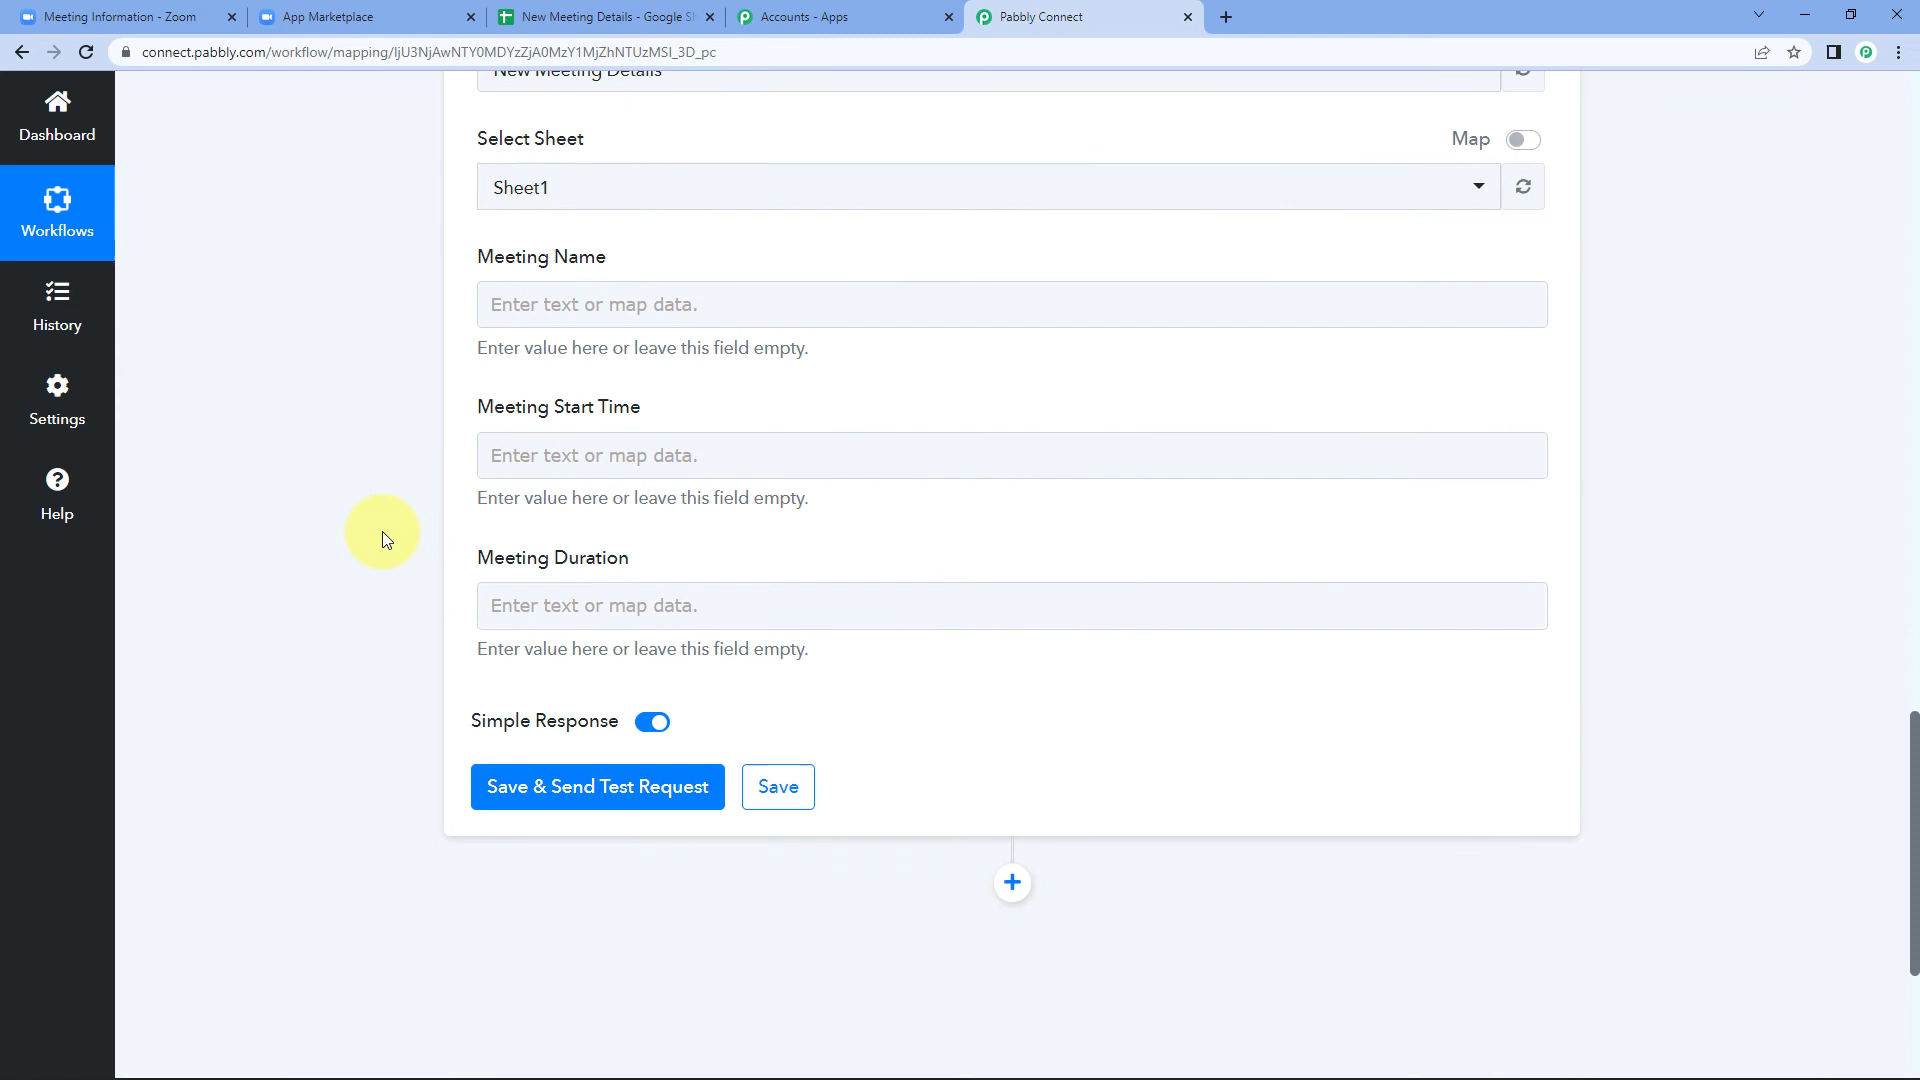 Meeting Information - Zoom
App Marketplace
New Meeting Details - Google S
Accounts - Apps
Pabbly Connect
connect.pabbly.com/workflow/mapping/IjU3NjAwNTY0MDYzZjA0MzY1MjZhNTUzMSI_3D_pc
New Meeting Details
Dashboard
Select Sheet
Map
Sheet1
Workflows
Meeting Name
Enter text or map data.
History
Enter value here or leave this field empty.
Meeting Start Time
Settings
Enter text or map data.
Enter value here or leave this field empty.
Help
Meeting Duration
Enter text or map data.
Enter value here or leave this field empty.
Simple Response
Save & Send Test Request
Save